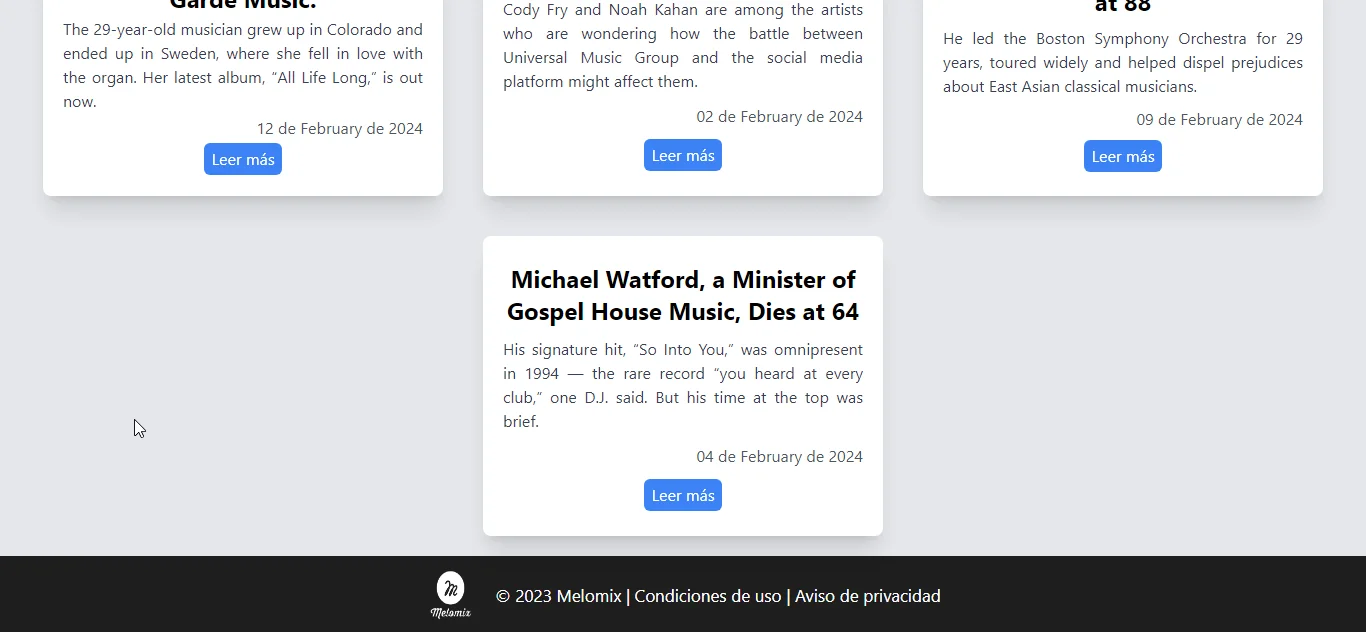 Garde Music.
The 29-year-old musician grew up in Colorado and
ended up in Sweden, where she fell in love with
the organ. Her latest album, “All Life Long,” is out
now.
12 de February de 2024
Leer más
Cody Fry and Noah Kahan are among the artists
who are wondering how the battle between
Universal Music Group and the social media
platform might affect them.
02 de February de 2024
Leer más
at 88
He led the Boston Symphony Orchestra for 29
years, toured widely and helped dispel prejudices
about East Asian classical musicians.
09 de February de 2024
Leer más
Michael Watford, a Minister of
Gospel House Music, Dies at 64
His signature hit, “So Into You,” was omnipresent
in 1994 — the rare record “you heard at every
club,” one D.J. said. But his time at the top was
brief.
04 de February de 2024
Leer más
m
Melomix
© 2023 Melomix | Condiciones de uso | Aviso de privacidad